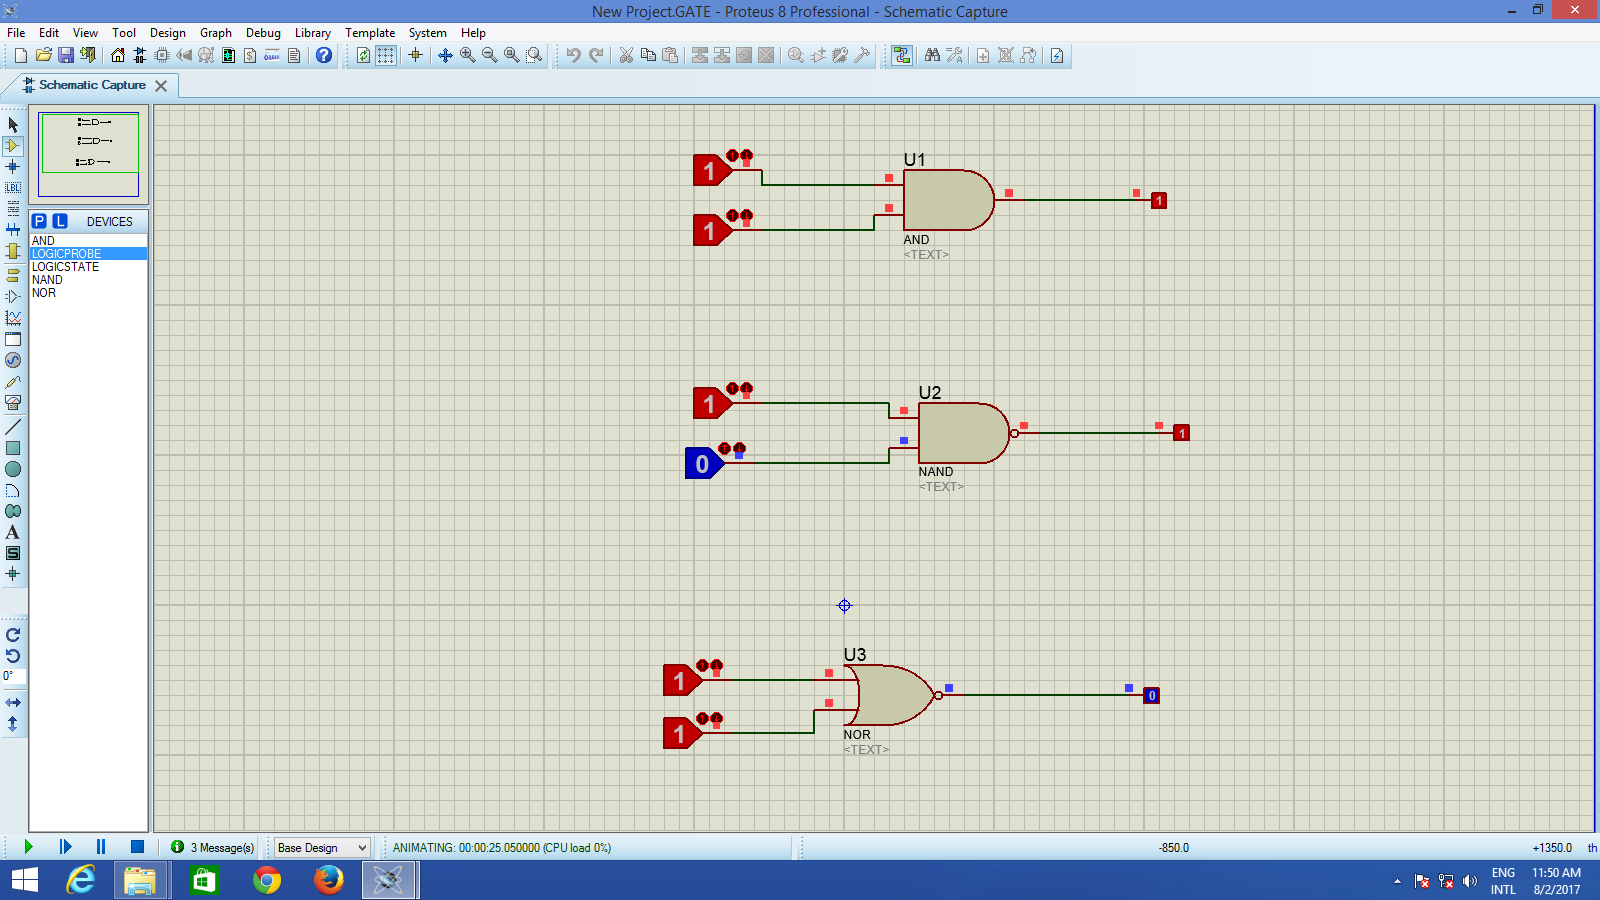 New Project.GATE - Proteus 8 Professional - Schematic Capture
File Edit View Tool Design Graph Debug Library Template System Help
Schematic Capture
P L DEVICES
AND
LOGICPROBE
LOGICSTATE
NAND
NOR
LBL
A
S
0°
U1
1
1
1
AND
<TEXT>
U2
1
0
1
NAND
<TEXT>
U3
1
1
0
NOR
<TEXT>
3 Message(s) Base Design ANIMATING: 00:00:25.050000 (CPU load 0%) -850.0 +1350.0 th
ENG 11:50 AM
INTL 8/2/2017